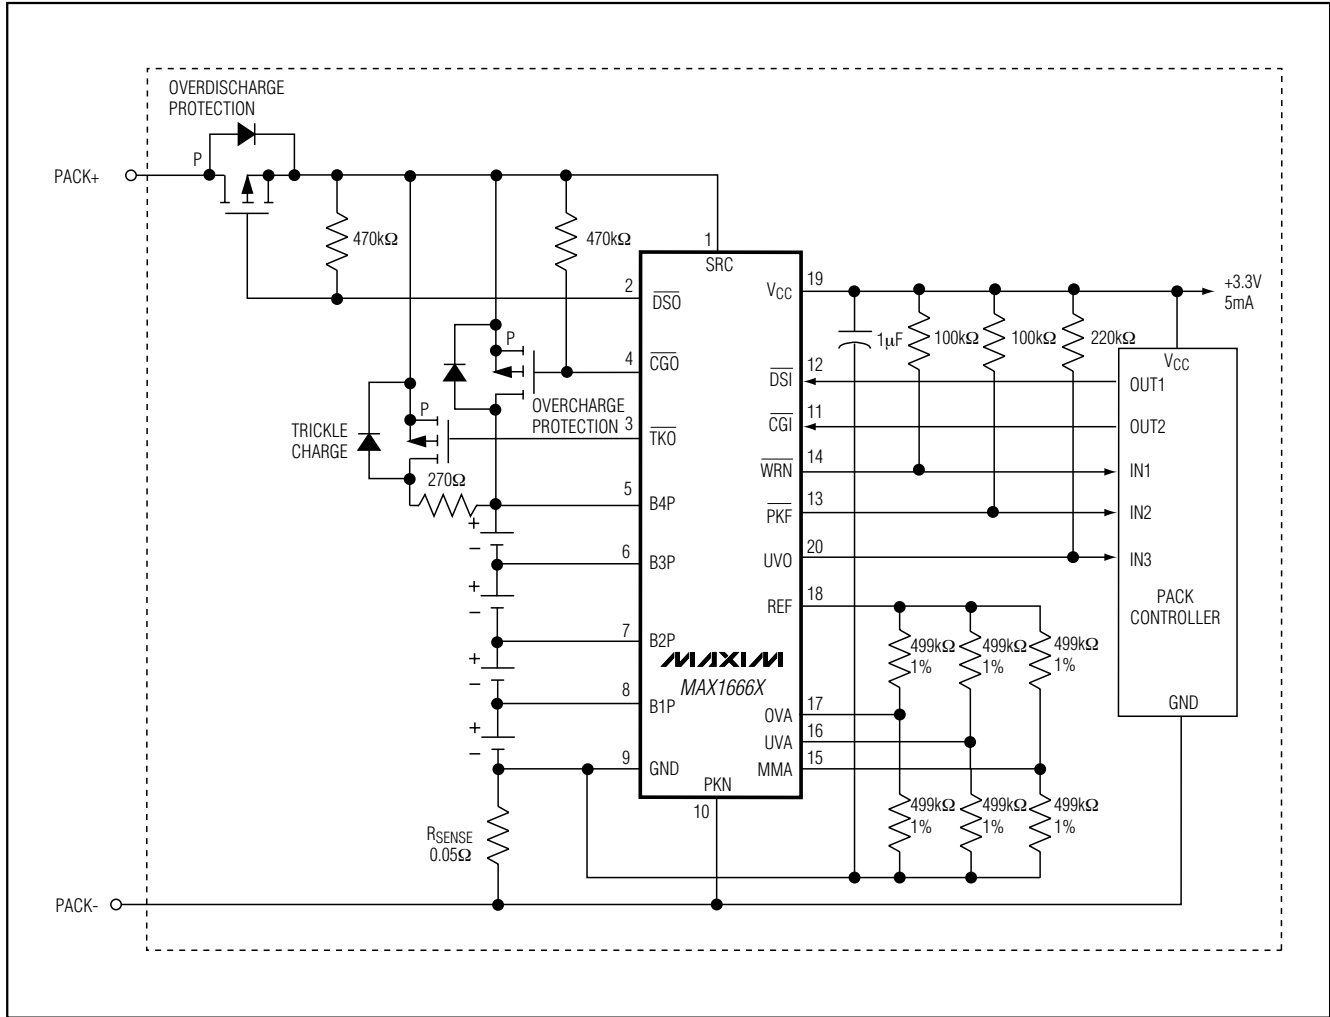 OVERDISCHARGE
PROTECTION
P
PACK+
470kΩ
470kΩ
1
SRC
2
DSO
VCC
19
+3.3V
5mA
1µF
100kΩ
100kΩ
220kΩ
VCC
P
4
CGO
DSI
12
OUT1
OVERCHARGE
PROTECTION
CGI
11
OUT2
TRICKLE
CHARGE
P
3
TKO
WRN
14
IN1
270Ω
5
B4P
PKF
13
IN2
+
−
6
B3P
UVO
20
IN3
+
−
REF
18
PACK
CONTROLLER
7
B2P
499kΩ
1%
499kΩ
1%
499kΩ
1%
MAXIM
MAX1666X
+
−
8
B1P
OVA
17
GND
+
−
UVA
16
9
GND
MMA
15
PKN
10
499kΩ
1%
499kΩ
1%
499kΩ
1%
RSENSE
0.05Ω
PACK-